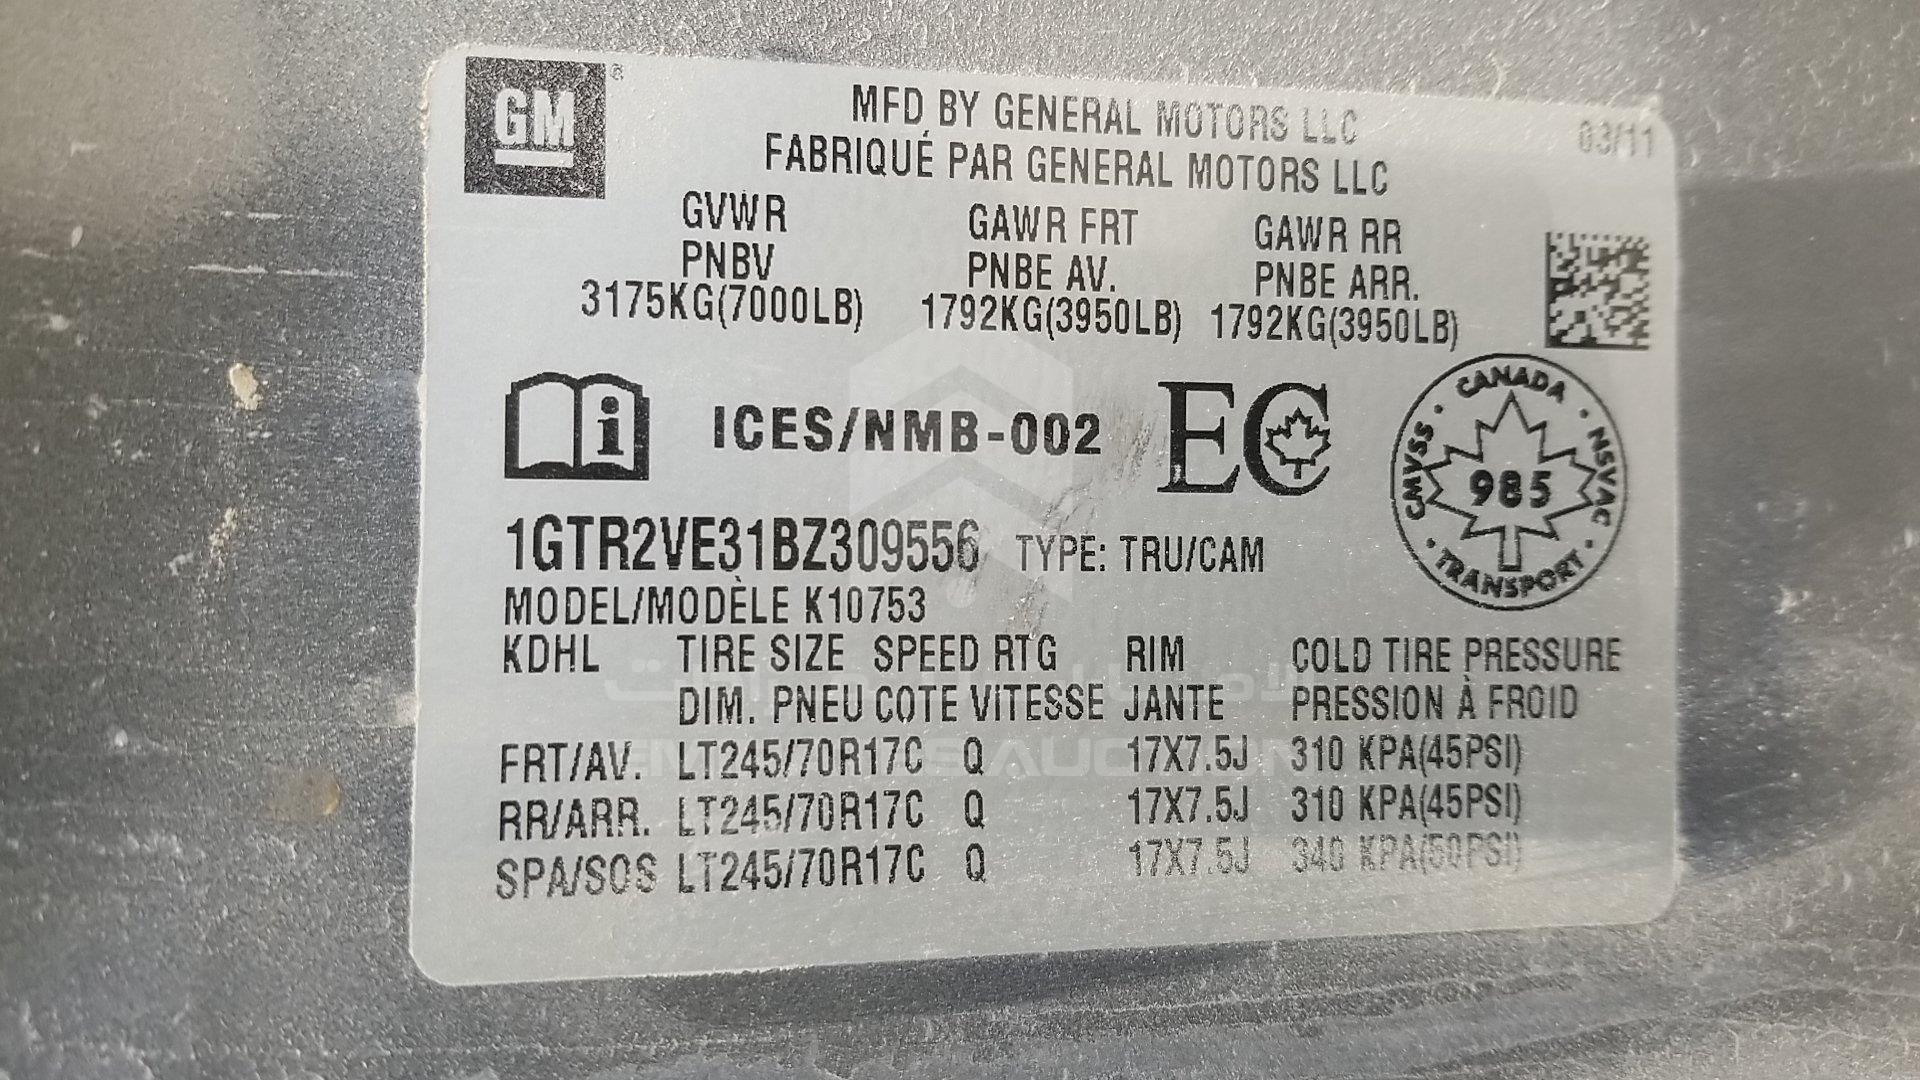 GM ®
MFD BY GENERAL MOTORS LLC 03/11
FABRIQUÉ PAR GENERAL MOTORS LLC
GVWR GAWR FRT GAWR RR
PNBV PNBE AV. PNBE ARR.
3175KG(7000LB) 1792KG(3950LB) 1792KG(3950LB)
ICES/NMB-002 EC
CANADA
CMVSS 985 NSVAC
TRANSPORT
1GTR2VE31BZ309556 TYPE: TRU/CAM
MODEL/MODÈLE K10753
KDHL TIRE SIZE SPEED RTG RIM COLD TIRE PRESSURE
DIM. PNEU COTE VITESSE JANTE PRESSION À FROID
FRT/AV. LT245/70R17C Q 17X7.5J 310 KPA(45PSI)
RR/ARR. LT245/70R17C Q 17X7.5J 310 KPA(45PSI)
SPA/SOS LT245/70R17C Q 17X7.5J 340 KPA(50PSI)